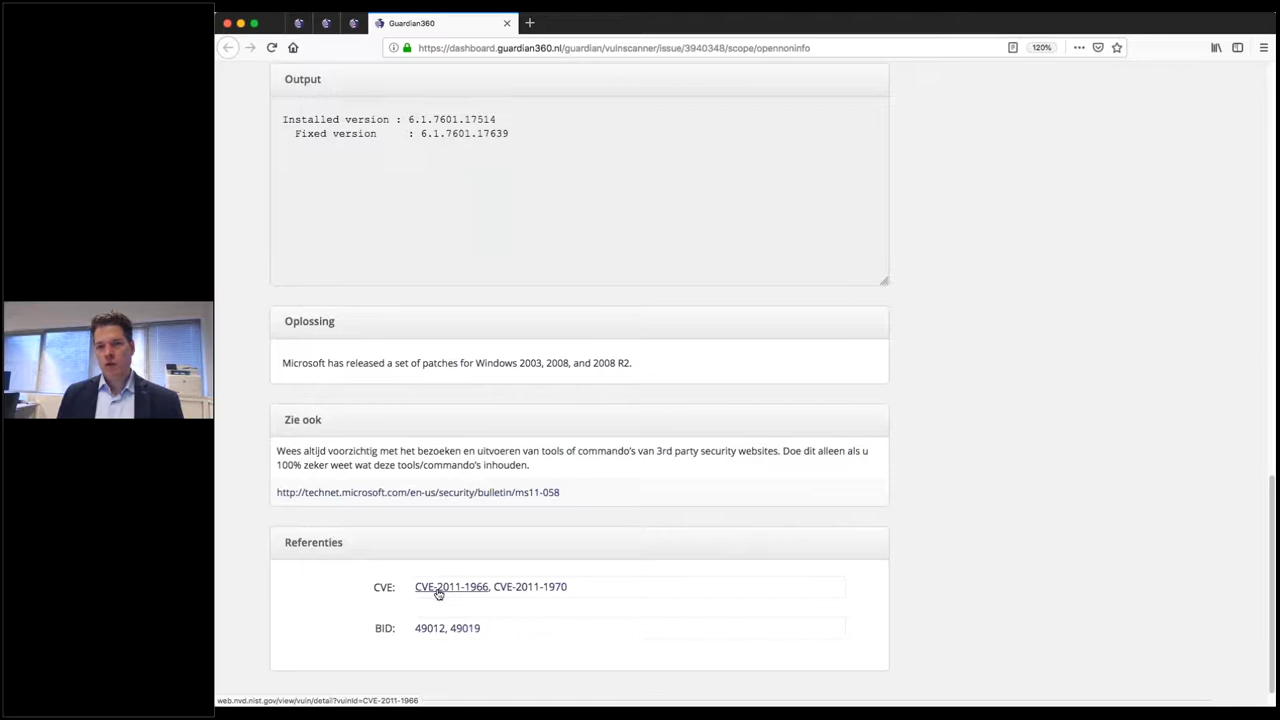 Guardian360
https://dashboard.guardian360.nl/guardian/vulnscanner/issue/3940348/scope/opennoninfo
120%
Output
Installed version : 6.1.7601.17514
Fixed version : 6.1.7601.17639
Oplossing
Microsoft has released a set of patches for Windows 2003, 2008, and 2008 R2.
Zie ook
Wees altijd voorzichtig met het bezoeken en uitvoeren van tools of commando's van 3rd party security websites. Doe dit alleen als u
100% zeker weet wat deze tools/commando's inhouden.
http://technet.microsoft.com/en-us/security/bulletin/ms11-058
Referenties
CVE: CVE-2011-1966, CVE-2011-1970
BID: 49012, 49019
web.nvd.nist.gov/view/vuln/detail?vulnId=CVE-2011-1966